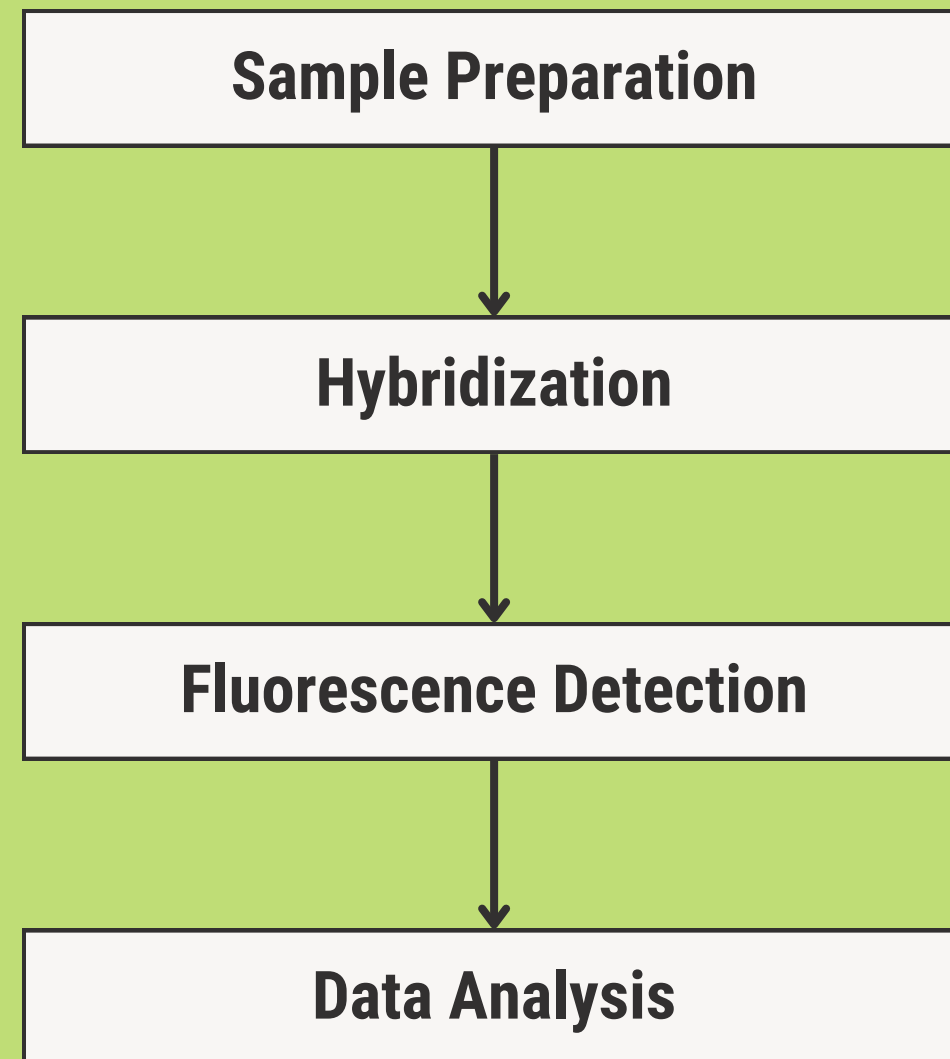 Sample Preparation
Hybridization
Fluorescence Detection
Data Analysis